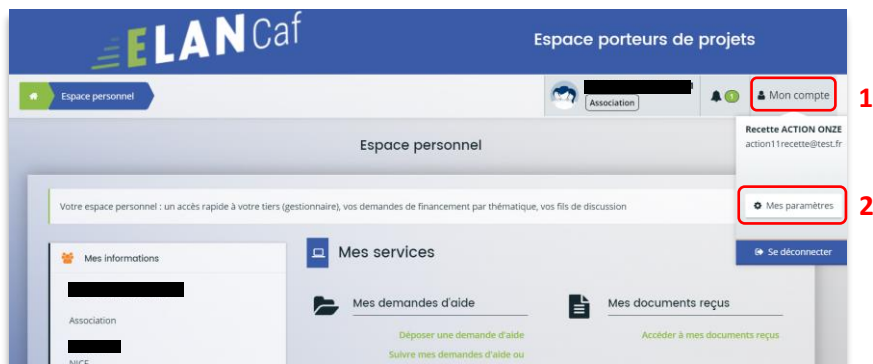 ELAN Caf
Espace porteurs de projets
Espace personnel
Association
1
Mon compte
1
Recette ACTION ONZE
action11recette@test.fr
Espace personnel
Votre espace personnel : un accès rapide à votre tiers (gestionnaire), vos demandes de financement par thématique, vos fils de discussion
Mes paramètres
2
Mes informations
Mes services
Se déconnecter
Mes demandes d'aide
Mes documents reçus
Association
Déposer une demande d'aide
Accéder à mes documents reçus
Suivre mes demandes d'aide ou
NICE